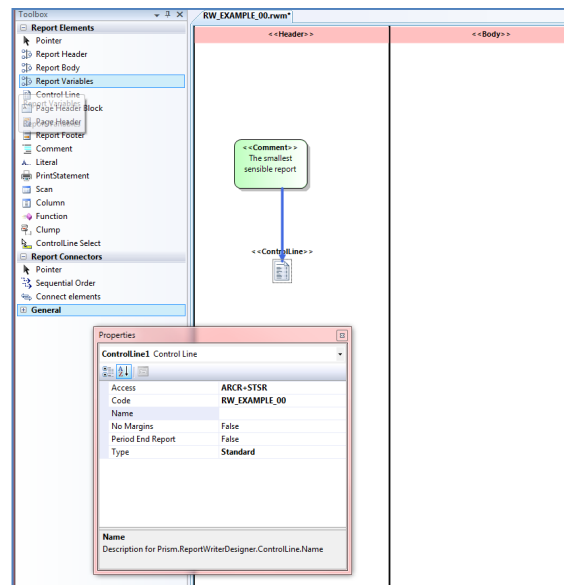 Toolbox
Report Elements
Pointer
Report Header
Report Body
Report Variables
Control Line
Report Variables
Page Header Block
Page Header
Report Footer
Comment
A... Literal
PrintStatement
Scan
Column
Function
Clump
ControlLine Select
Report Connectors
Pointer
Sequential Order
Connect elements
General
RW_EXAMPLE_00.rwm*
<<Header>>
<<Body>>
<<Comment>>
The smallest
sensible report
<<ControlLine>>
Properties
ControlLine1 Control Line
Access ARCR+STSR
Code RW_EXAMPLE_00
Name
No Margins False
Period End Report False
Type Standard
Name
Description for Prism.ReportWriterDesigner.ControlLine.Name